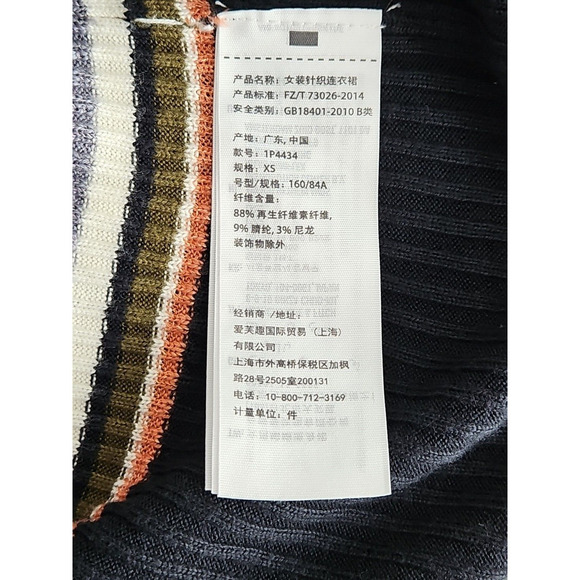 产品名称: 女装针织连衣裙
产品标准: FZ/T 73026-2014
安全类别: GB18401-2010 B类
产地: 广东, 中国
款号: 1P4434
规格: XS
号型/规格: 160/84A
纤维含量:
88% 再生纤维素纤维,
9% 腈纶, 3% 尼龙
装饰物除外
经销商 /地址:
爱芙趣国际贸易 (上海)
有限公司
上海市外高桥保税区加枫
路28号2505室200131
电话: 10-800-712-3169
计量单位: 件